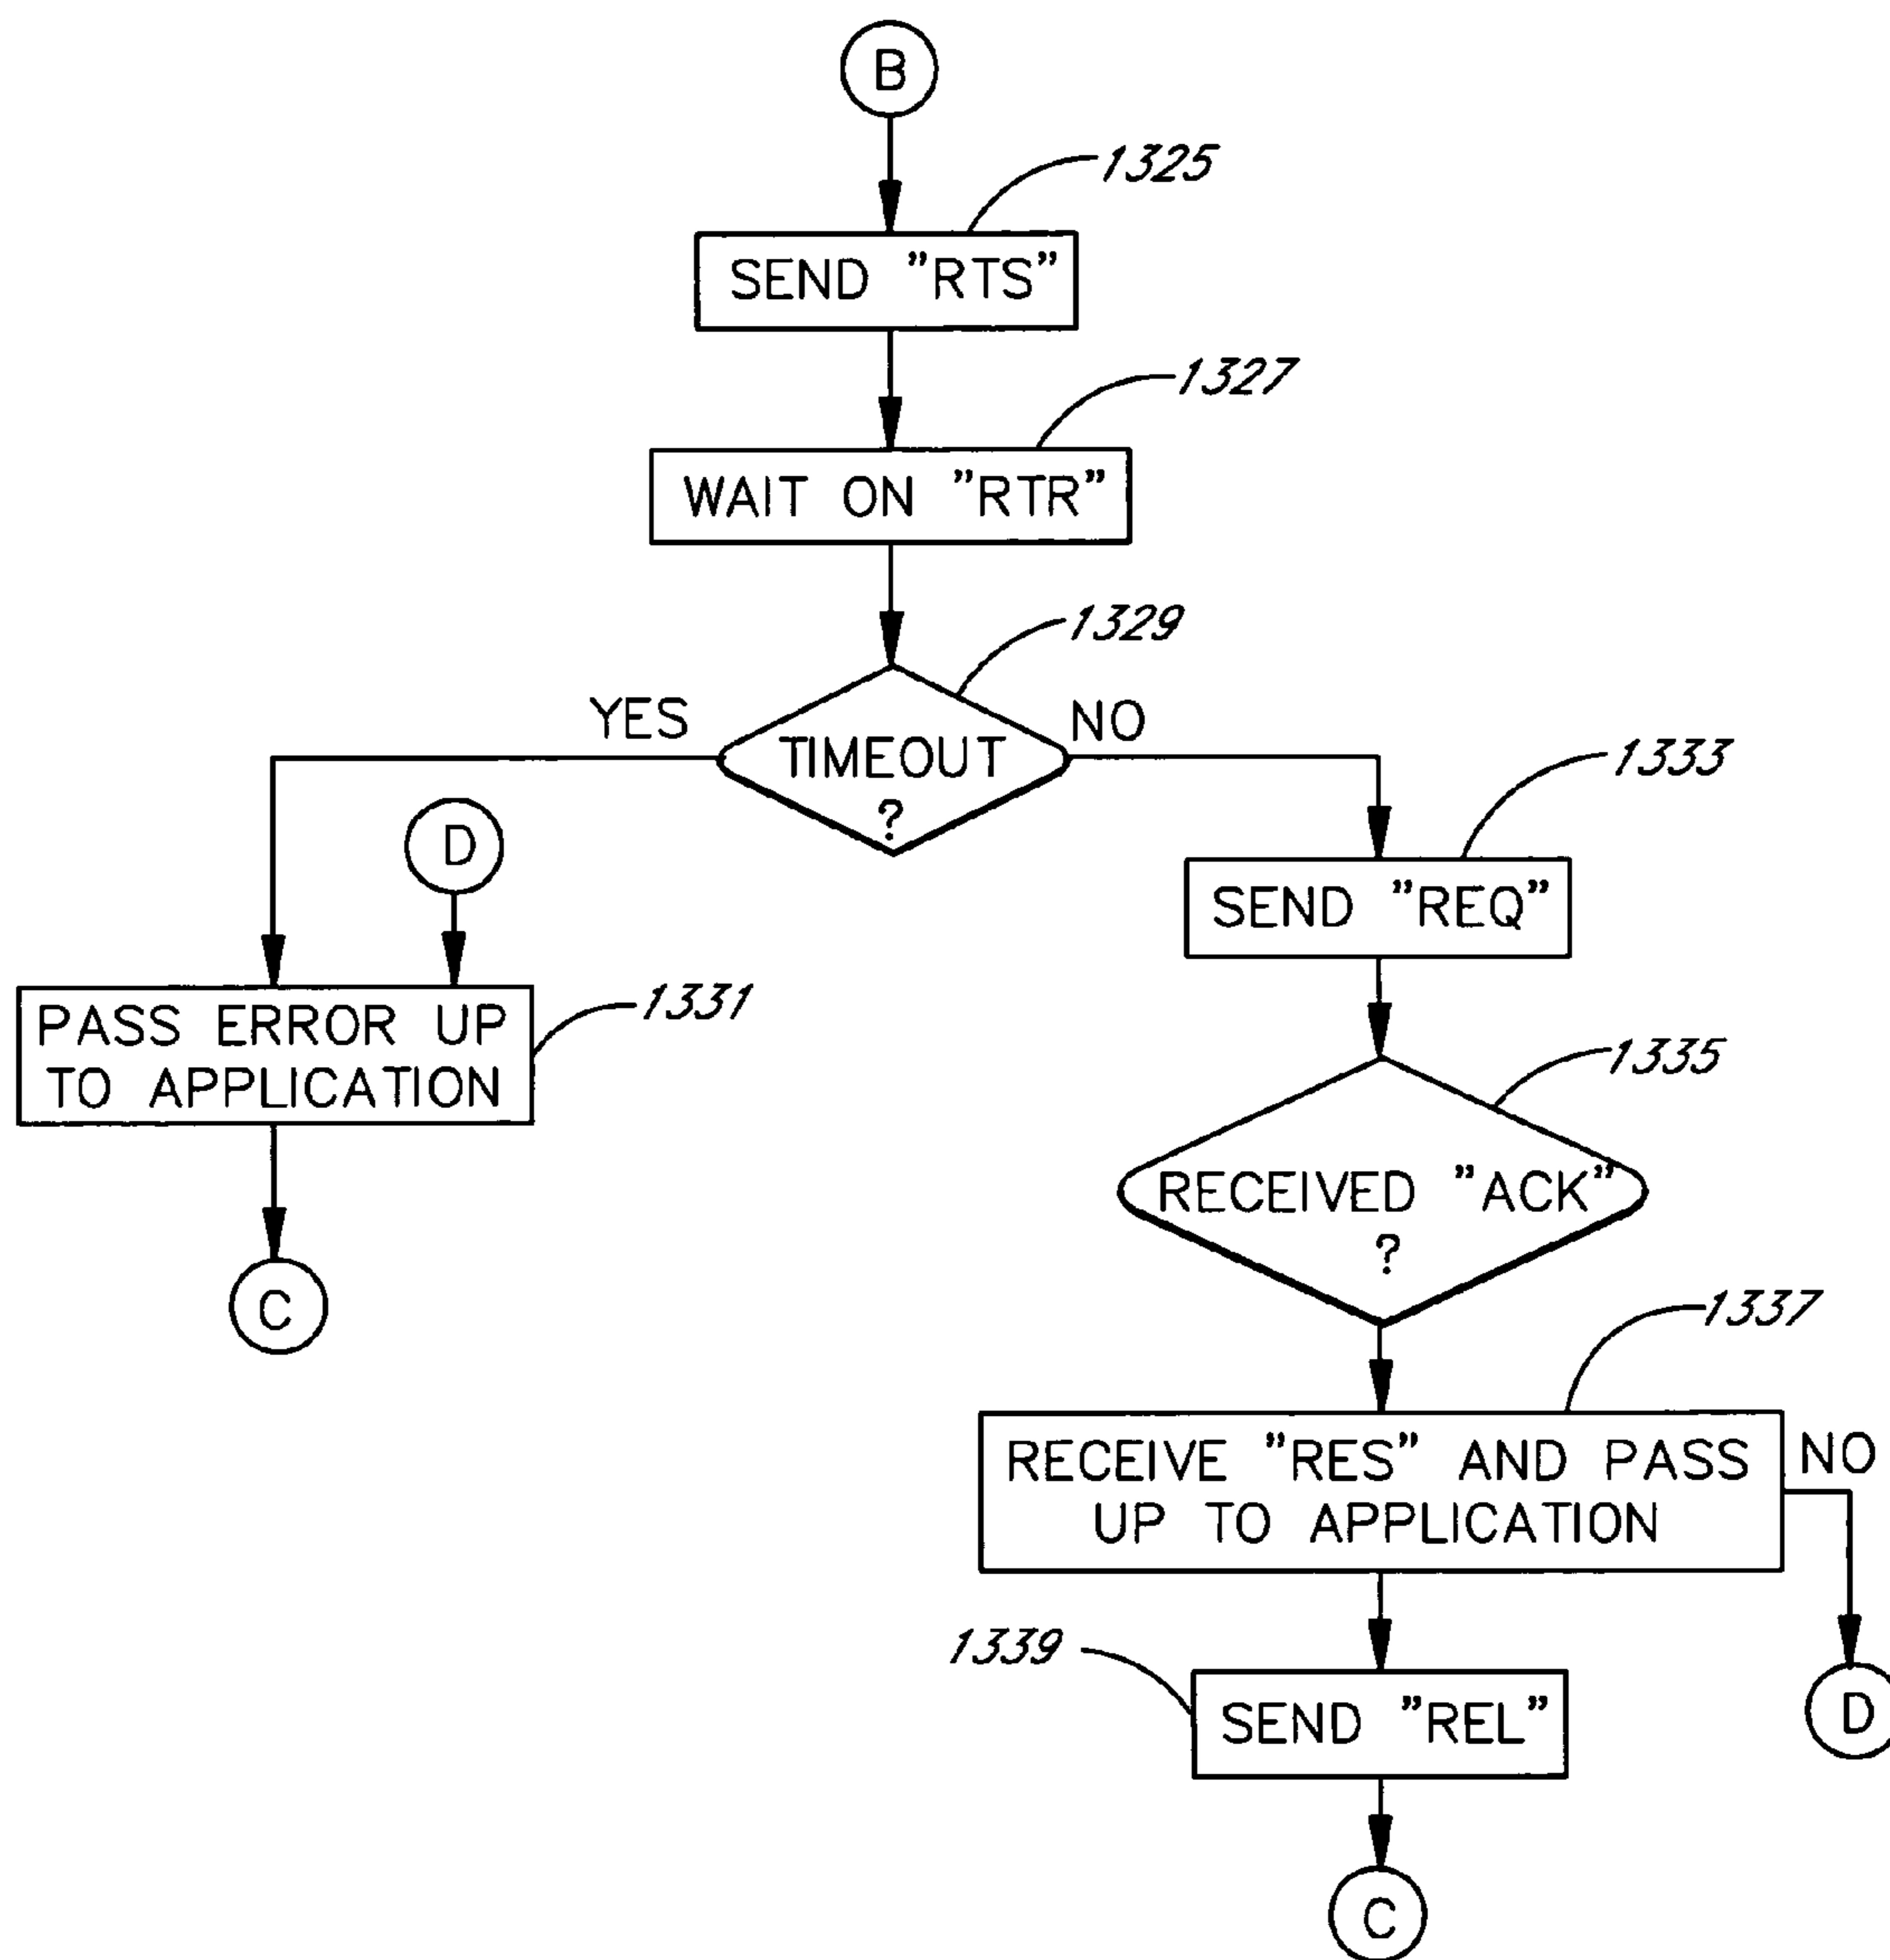 B
1325
SEND "RTS"
1327
WAIT ON "RTR"
1329
YES
NO
TIMEOUT
?
1333
D
SEND "REQ"
PASS ERROR UP
TO APPLICATION
1331
1335
RECEIVED "ACK"
?
C
1337
RECEIVE "RES" AND PASS
UP TO APPLICATION
NO
1339
SEND "REL"
D
C